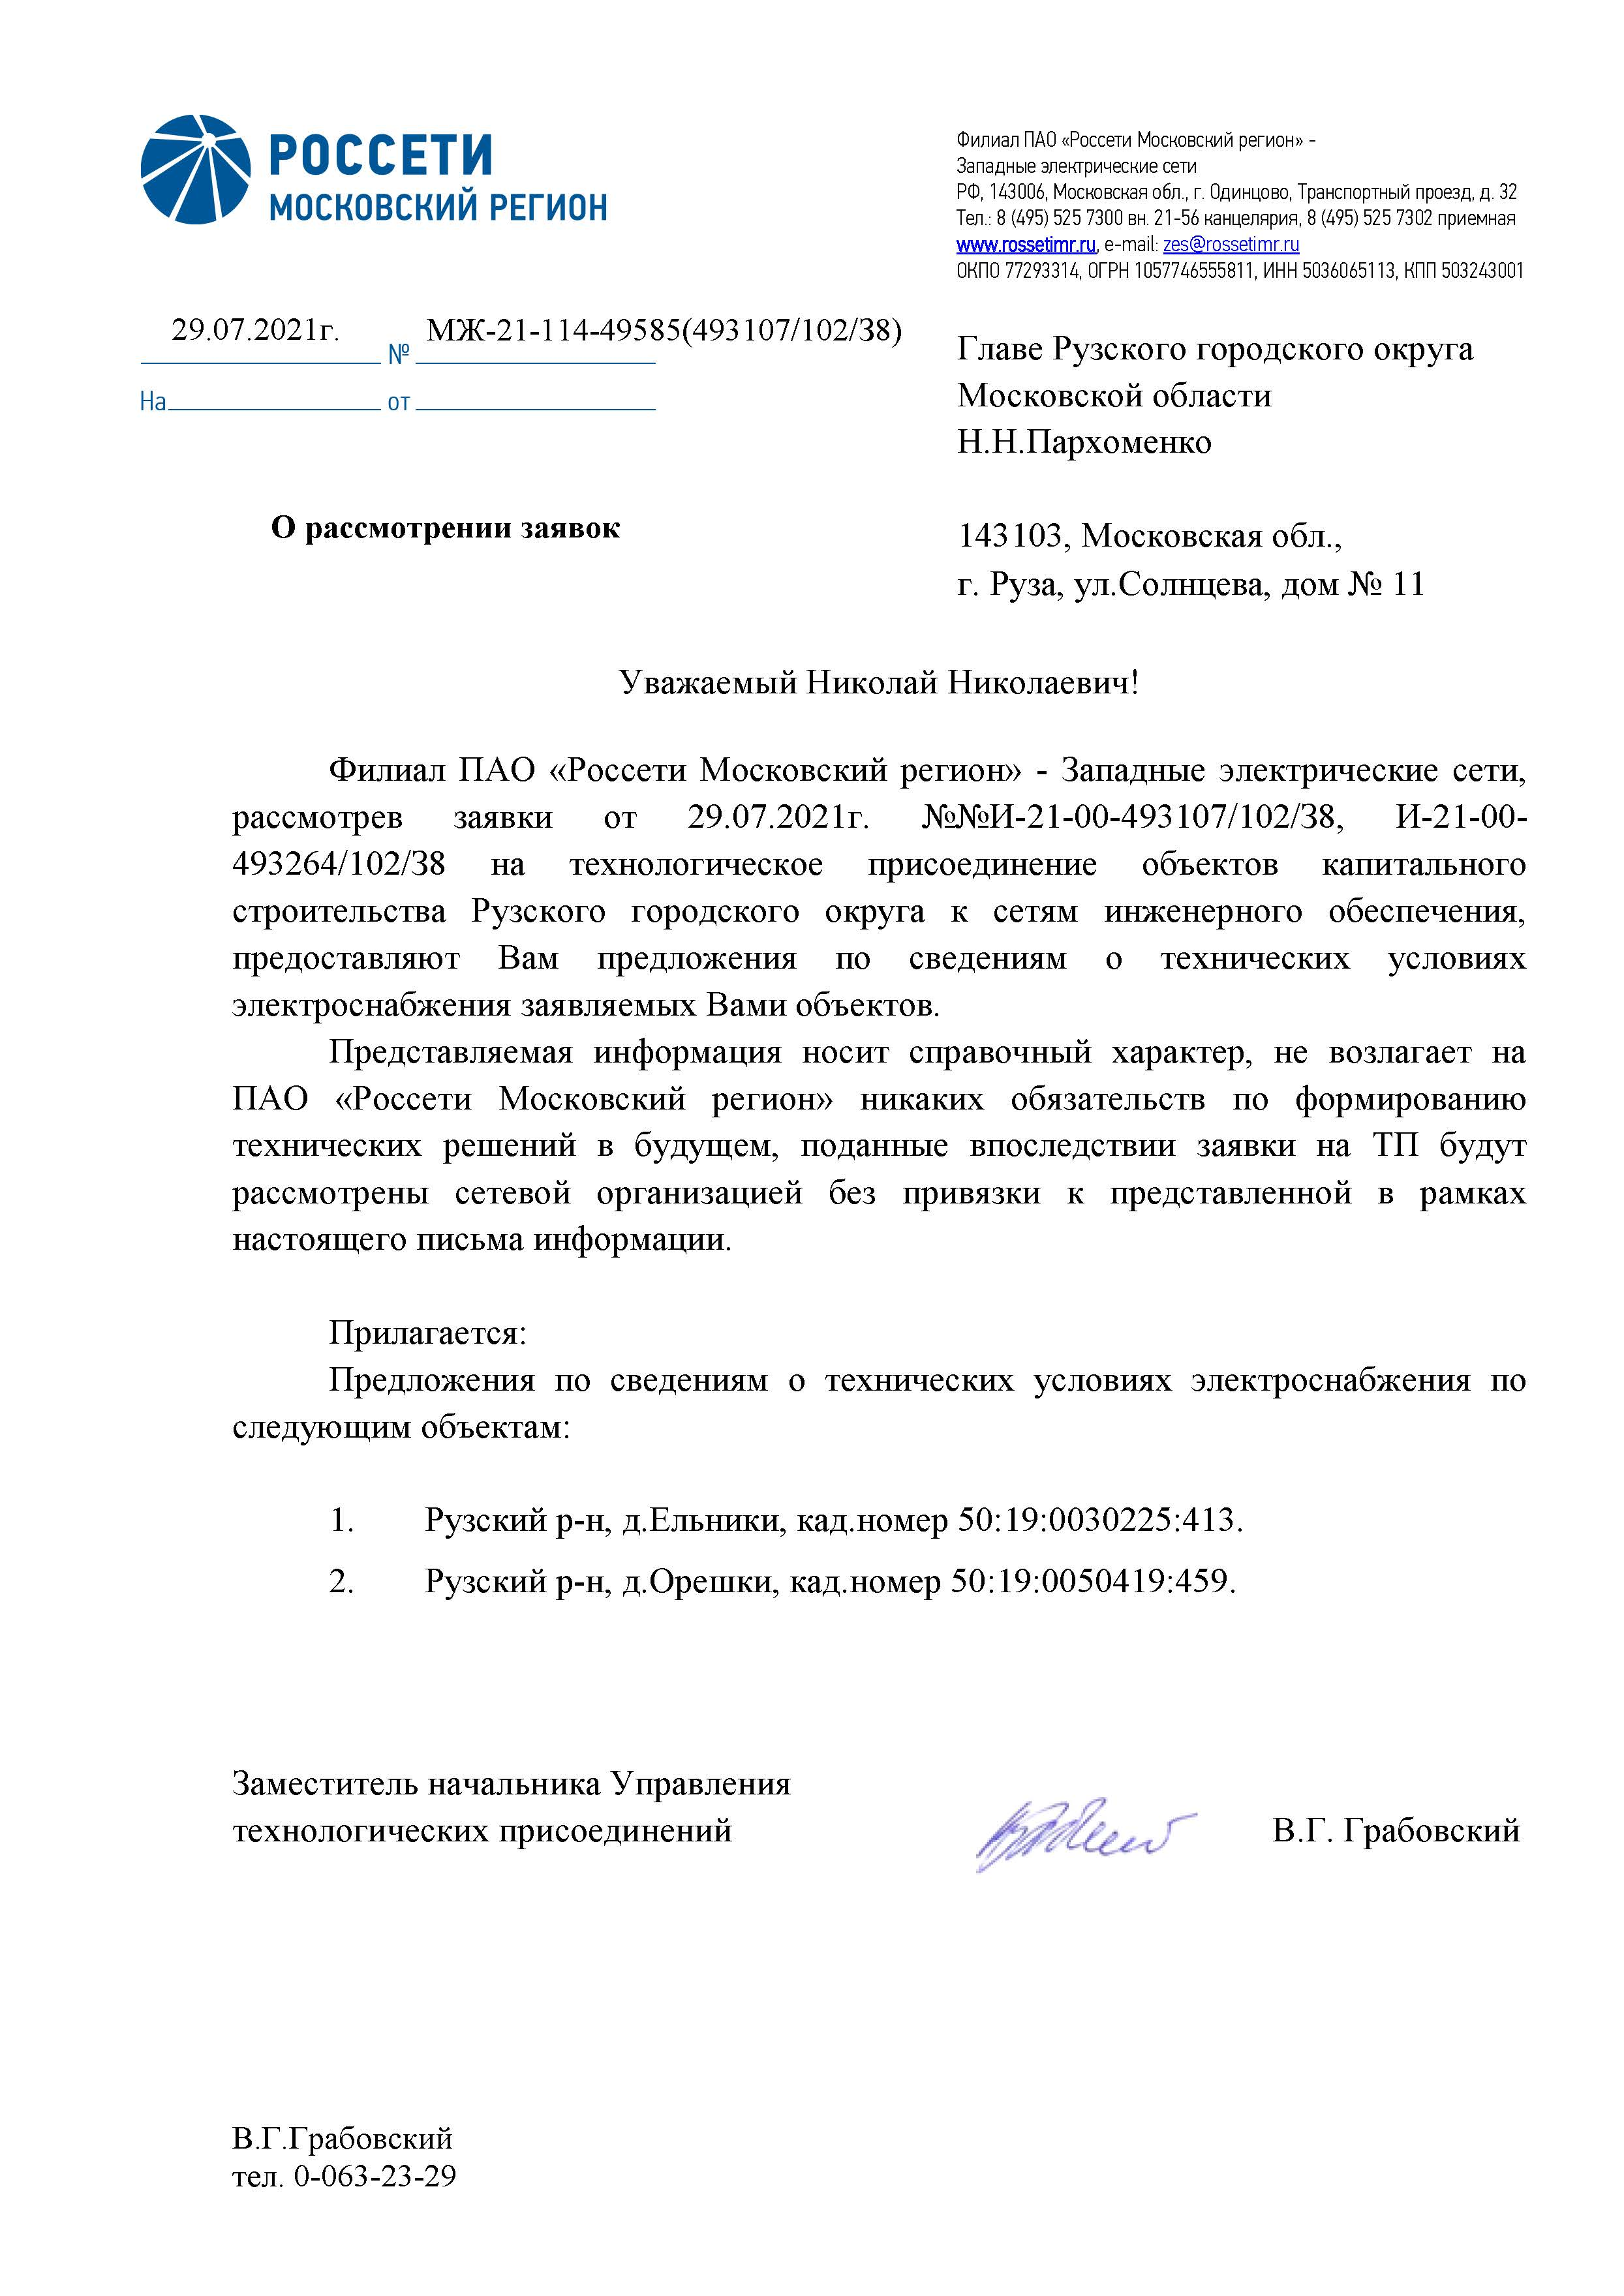 РОССЕТИ
МОСКОВСКИЙ РЕГИОН
Филиал ПАО «Россети Московский регион» -
Западные электрические сети
РФ, 143006, Московская обл., г. Одинцово, Транспортный проезд, д. 32
Тел.: 8 (495) 525 7300 вн. 21-56 канцелярия, 8 (495) 525 7302 приемная
www.rossetimr.ru, e-mail: zes@rossetimr.ru
ОКПО 77293314, ОГРН 1057746555811, ИНН 5036065113, КПП 503243001
29.07.2021г. № МЖ-21-114-49585(493107/102/З8)
На от
Главе Рузского городского округа
Московской области
Н.Н.Пархоменко
О рассмотрении заявок
143103, Московская обл.,
г. Руза, ул.Солнцева, дом № 11
Уважаемый Николай Николаевич!
Филиал ПАО «Россети Московский регион» - Западные электрические сети,
рассмотрев заявки от 29.07.2021г. №№И-21-00-493107/102/З8, И-21-00-
493264/102/З8 на технологическое присоединение объектов капитального
строительства Рузского городского округа к сетям инженерного обеспечения,
предоставляют Вам предложения по сведениям о технических условиях
электроснабжения заявляемых Вами объектов.
Представляемая информация носит справочный характер, не возлагает на
ПАО «Россети Московский регион» никаких обязательств по формированию
технических решений в будущем, поданные впоследствии заявки на ТП будут
рассмотрены сетевой организацией без привязки к представленной в рамках
настоящего письма информации.
Прилагается:
Предложения по сведениям о технических условиях электроснабжения по
следующим объектам:
1. Рузский р-н, д.Ельники, кад.номер 50:19:0030225:413.
2. Рузский р-н, д.Орешки, кад.номер 50:19:0050419:459.
Заместитель начальника Управления
технологических присоединений В.Г. Грабовский
В.Г.Грабовский
тел. 0-063-23-29